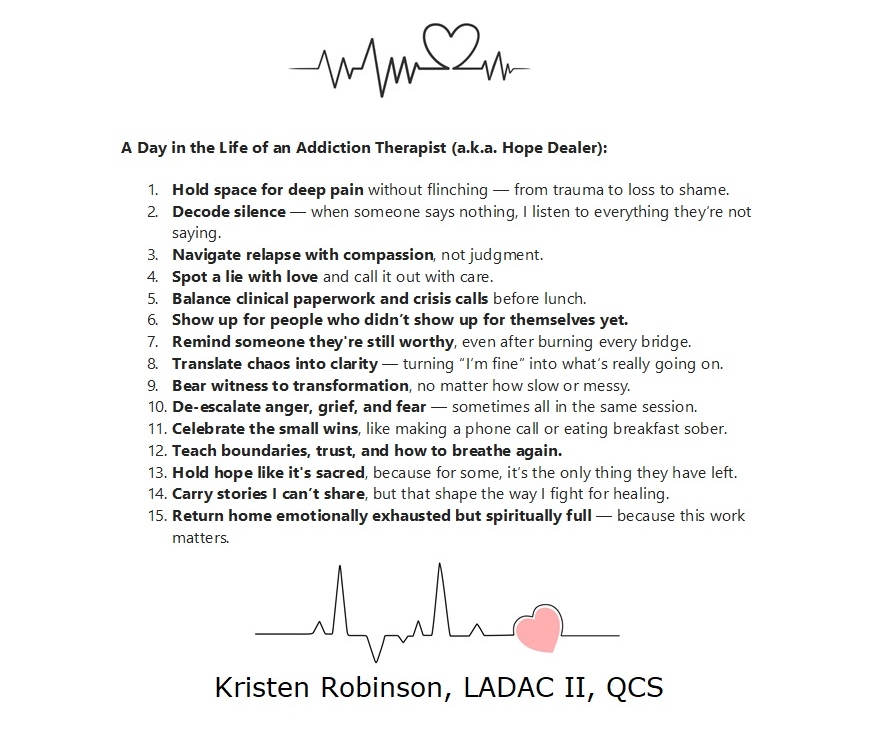 A Day in the Life of an Addiction Therapist (a.k.a. Hope Dealer):
1. Hold space for deep pain without flinching — from trauma to loss to shame.
2. Decode silence — when someone says nothing, I listen to everything they’re not
saying.
3. Navigate relapse with compassion, not judgment.
4. Spot a lie with love and call it out with care.
5. Balance clinical paperwork and crisis calls before lunch.
6. Show up for people who didn’t show up for themselves yet.
7. Remind someone they're still worthy, even after burning every bridge.
8. Translate chaos into clarity — turning “I’m fine” into what’s really going on.
9. Bear witness to transformation, no matter how slow or messy.
10. De-escalate anger, grief, and fear — sometimes all in the same session.
11. Celebrate the small wins, like making a phone call or eating breakfast sober.
12. Teach boundaries, trust, and how to breathe again.
13. Hold hope like it's sacred, because for some, it’s the only thing they have left.
14. Carry stories I can’t share, but that shape the way I fight for healing.
15. Return home emotionally exhausted but spiritually full — because this work
matters.
Kristen Robinson, LADAC II, QCS